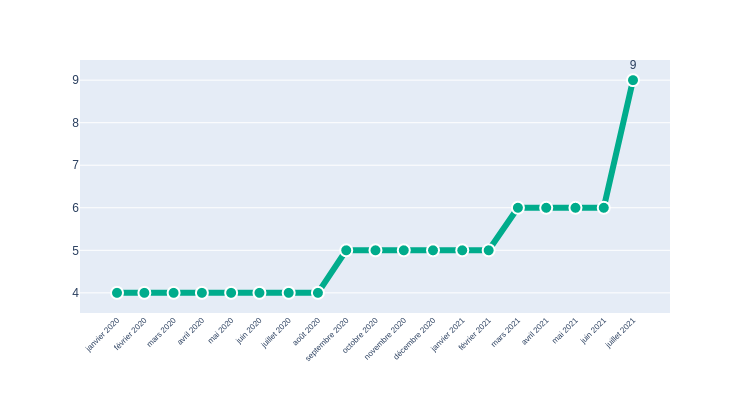 9
9
8
7
6
5
4
janvier 2020
février 2020
mars 2020
avril 2020
mai 2020
juin 2020
juillet 2020
août 2020
septembre 2020
octobre 2020
novembre 2020
décembre 2020
janvier 2021
février 2021
mars 2021
avril 2021
mai 2021
juin 2021
juillet 2021